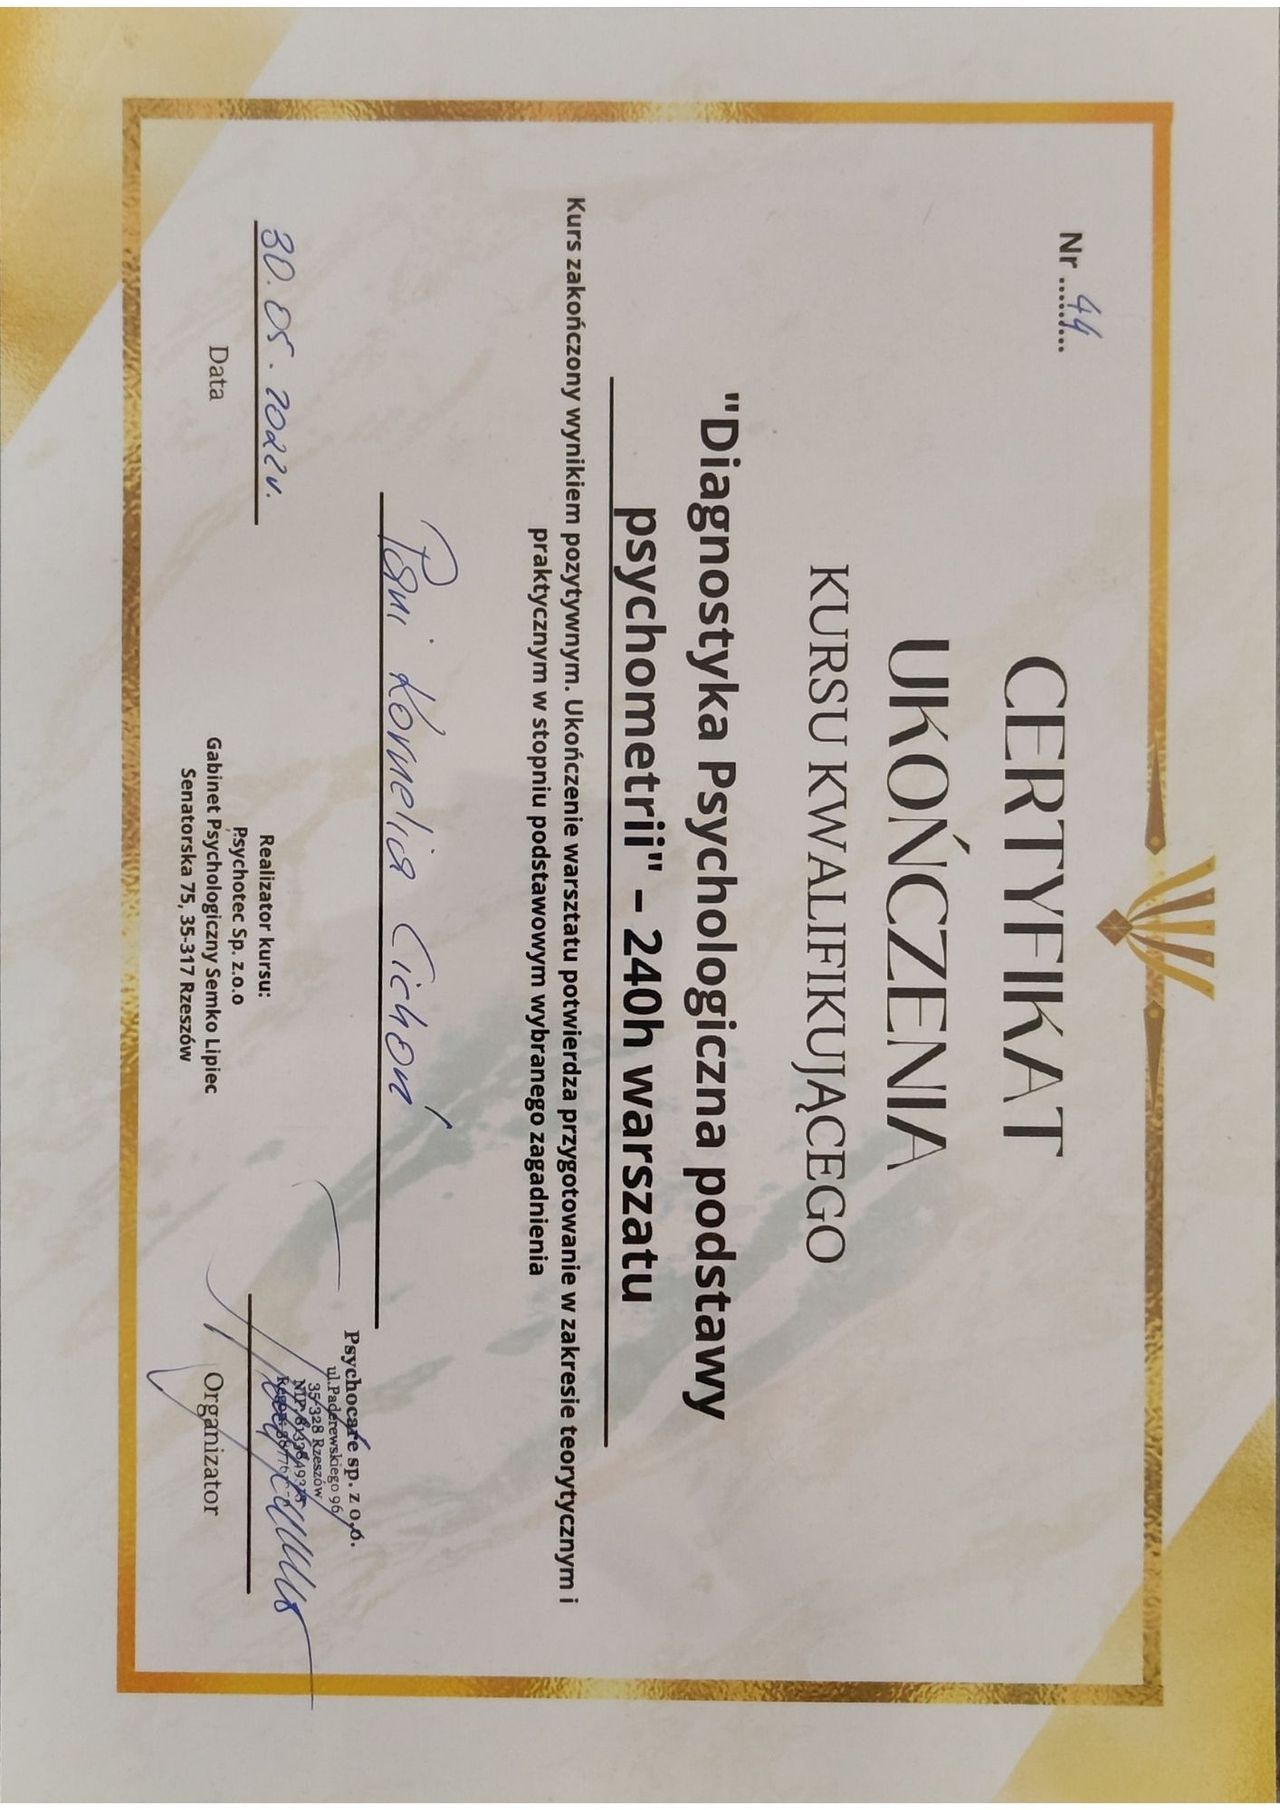 Nr ...44...
CERTYFIKAT
UKOŃCZENIA
KURSU KWALIFIKUJĄCEGO
"Diagnostyka Psychologiczna podstawy
psychometrii" – 240h warszatu
Kurs zakończony wynikiem pozytywnym. Ukończenie warsztatu potwierdza przygotowanie w zakresie teorytycznym i
praktycznym w stopniu podstawowym wybranego zagadnienia
Pani Kornelia Cichoń
30.05.2022r.
Data
Realizator kursu:
Psychotec Sp. z.o.o
Gabinet Psychologiczny Semko Lipiec
Senatorska 75, 35-317 Rzeszów
Psychocare sp. z o.o.
ul.Paderewskiego 96
35-328 Rzeszów
Organizator